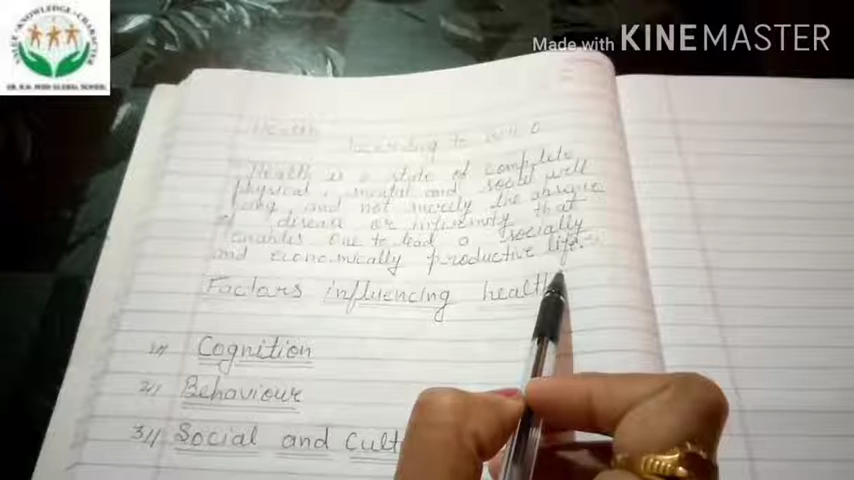 Made with KINEMASTER
Health
According to W.H.O
Health is a state of complete
physical, mental and social well
being, and not merely the absence
of disease or infirmity that
enables one to lead a socially
and economically productive life.
Factors influencing health
1) Cognition
2) Behaviour
3) Social and Cult